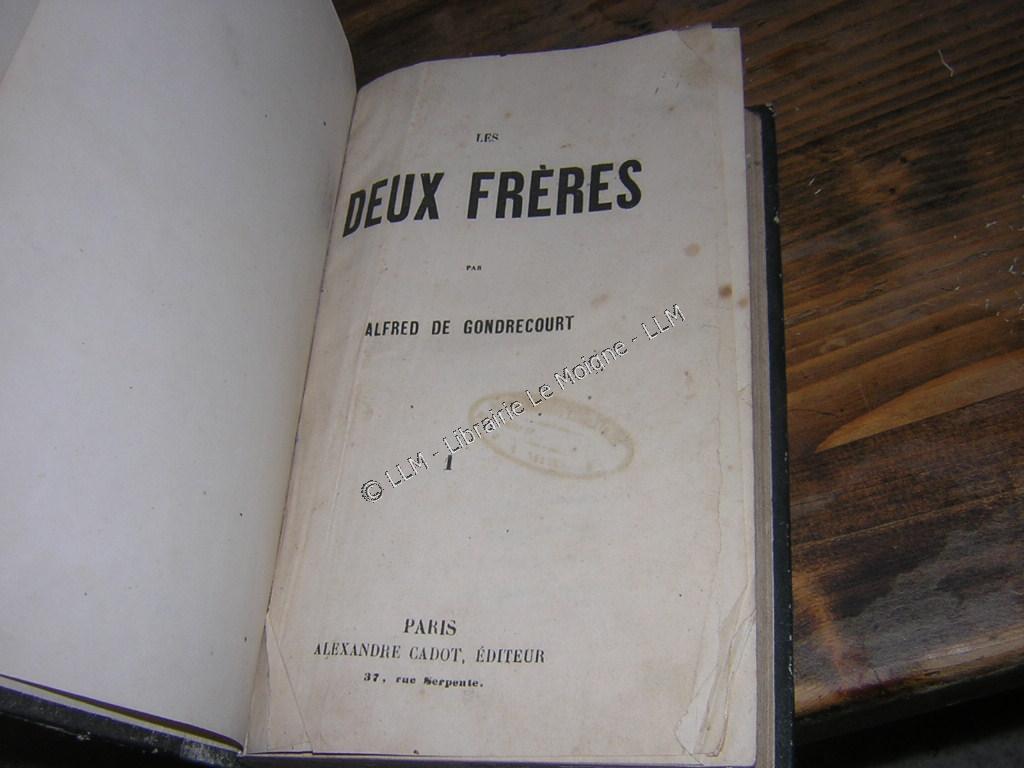 LES
DEUX FRÈRES
PAR
ALFRED DE GONDRECOURT
1
© LLM - Librairie Le Moigne - LLM
PARIS
ALEXANDRE CADOT, ÉDITEUR
37, rue Serpente.